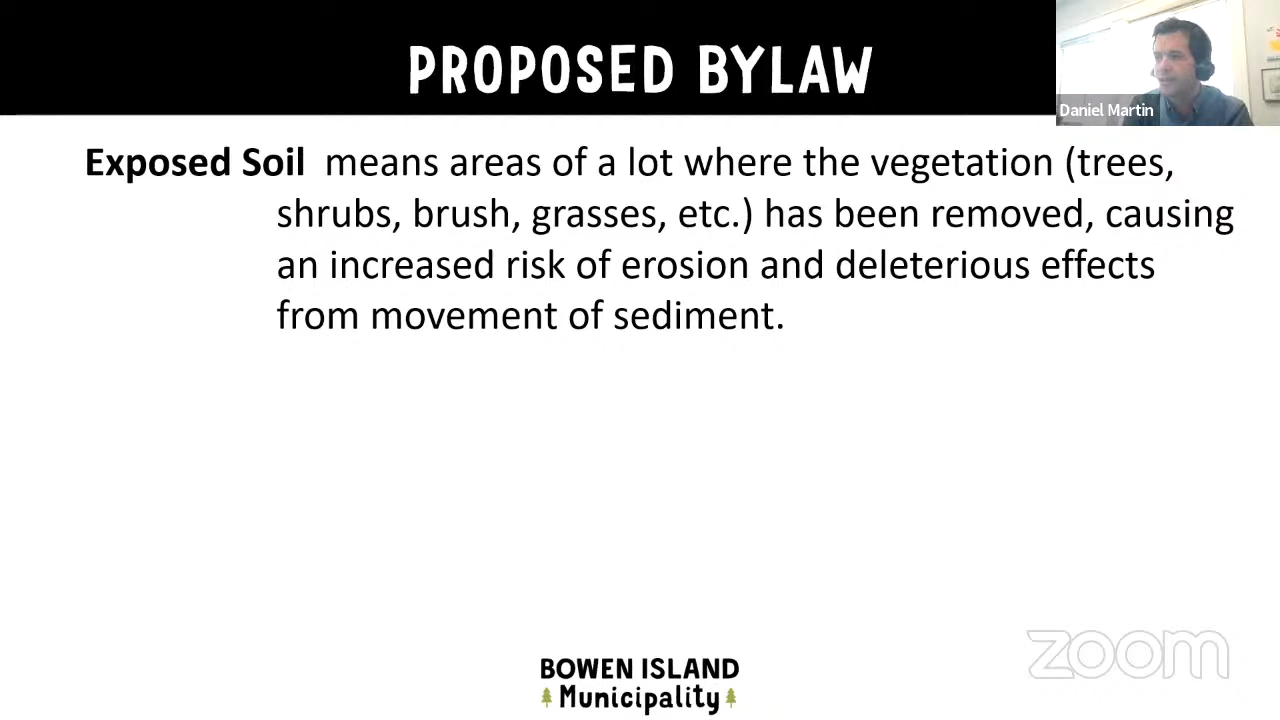 PROPOSED BYLAW
Daniel Martin
Exposed Soil means areas of a lot where the vegetation (trees,
shrubs, brush, grasses, etc.) has been removed, causing
an increased risk of erosion and deleterious effects
from movement of sediment.
zoom
BOWEN ISLAND
Municipality